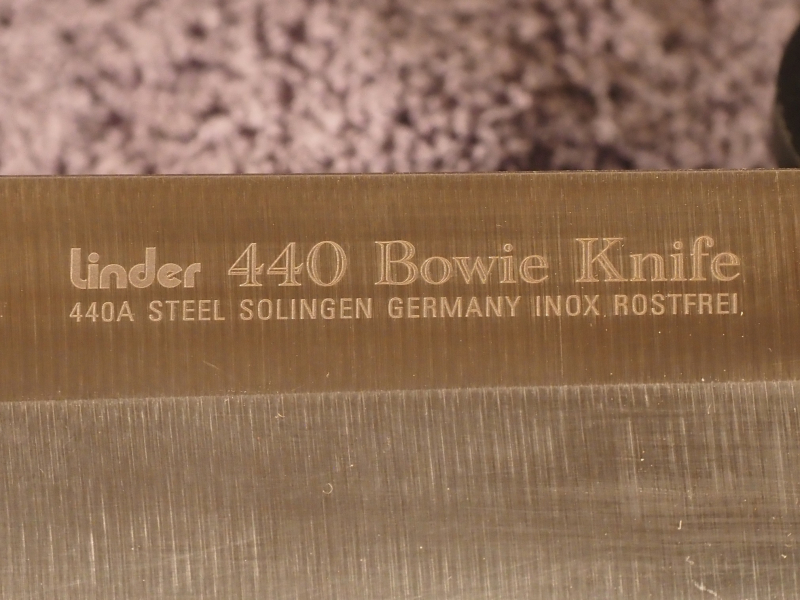 Linder 440 Bowie Knife
440A STEEL SOLINGEN GERMANY INOX ROSTFREI